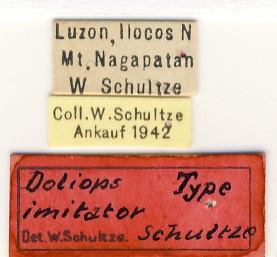 Luzon, Ilocos N
Mt. Nagapatan
W Schultze
Coll. W. Schultze
Ankauf 1942
Doliops Type
imitator
Det. W. Schultze. Schultze